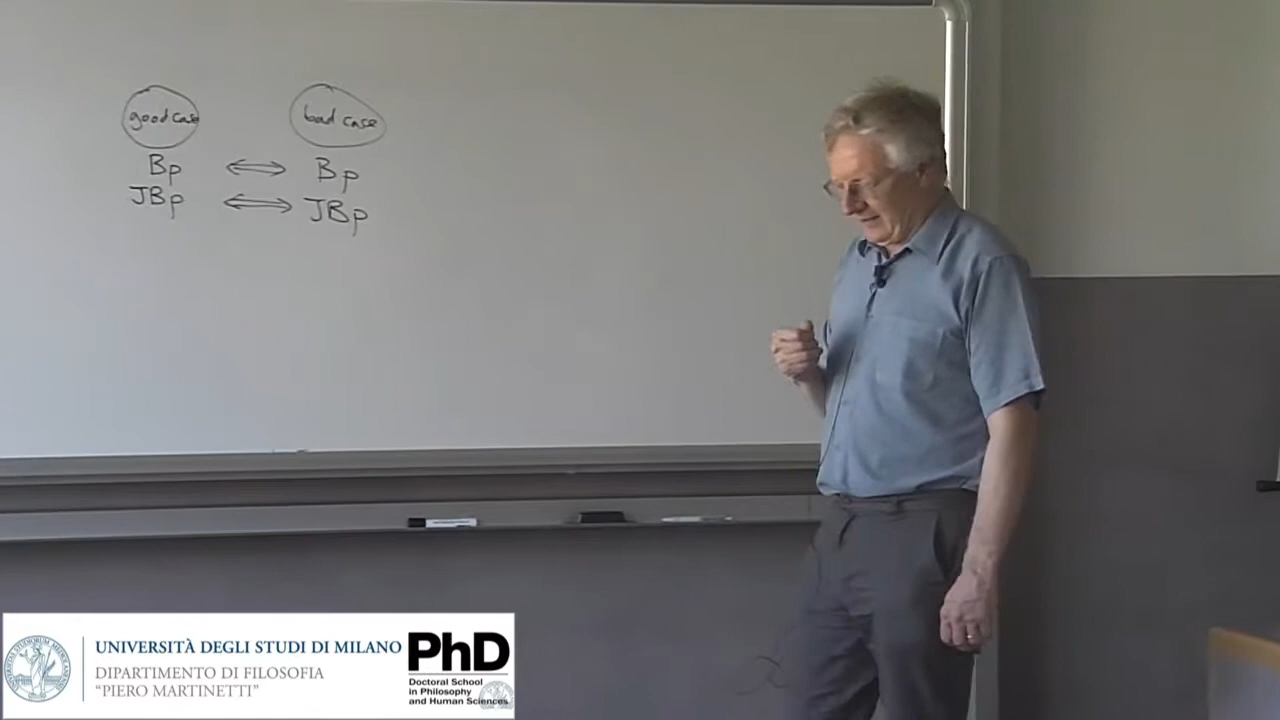 good case bad case
Bp ⟺ Bp
JBp ⟺ JBp
UNIVERSITÀ DEGLI STUDI DI MILANO
DIPARTIMENTO DI FILOSOFIA
"PIERO MARTINETTI"
PhD
Doctoral School
in Philosophy
and Human Sciences